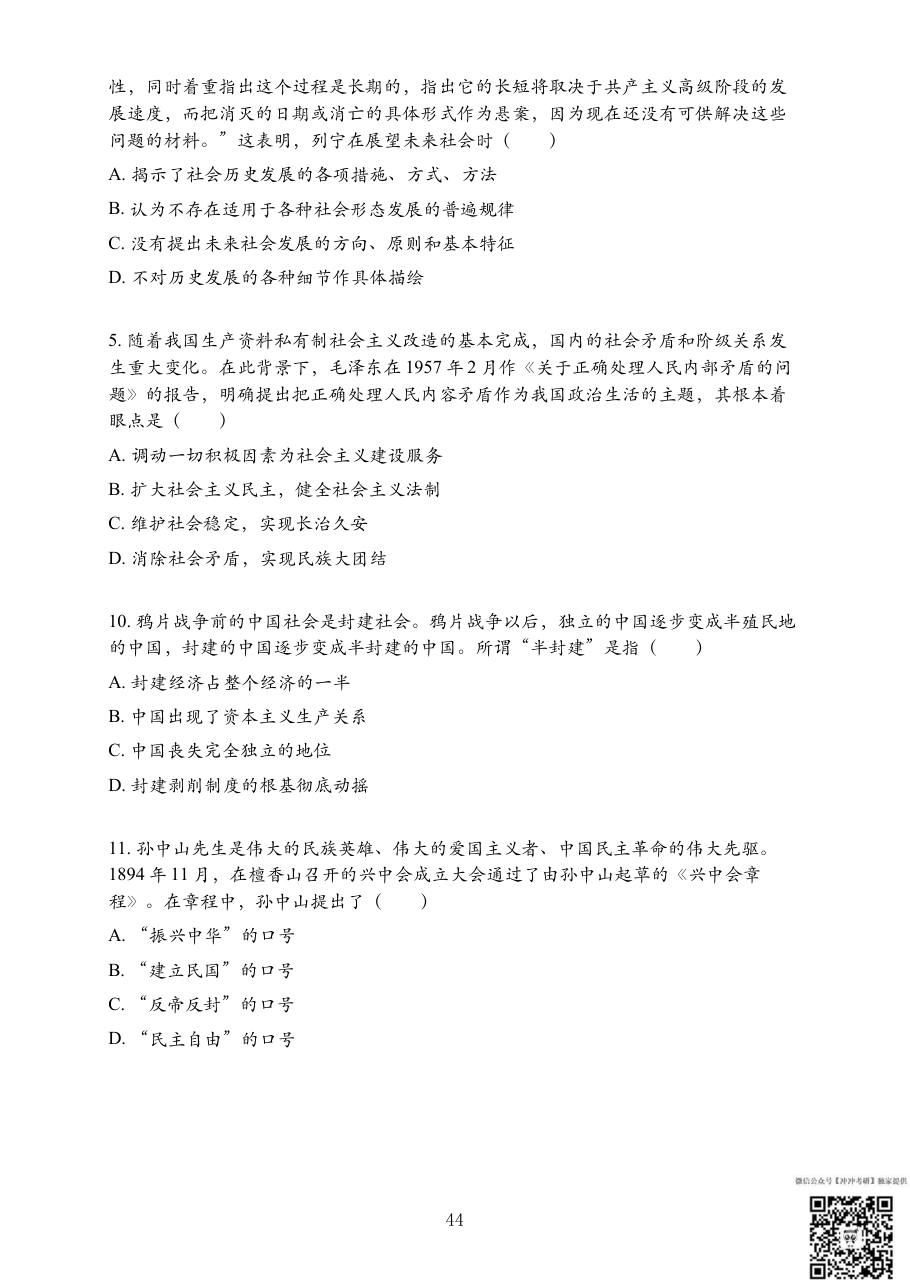 性，同时着重指出这个过程是长期的，指出它的长短将取决于共产主义高级阶段的发
展速度，而把消灭的日期或消亡的具体形式作为悬案，因为现在还没有可供解决这些
问题的材料。”这表明，列宁在展望未来社会时（　　）
A. 揭示了社会历史发展的各项措施、方式、方法
B. 认为不存在适用于各种社会形态发展的普遍规律
C. 没有提出未来社会发展的方向、原则和基本特征
D. 不对历史发展的各种细节作具体描绘
5. 随着我国生产资料私有制社会主义改造的基本完成，国内的社会矛盾和阶级关系发
生重大变化。在此背景下，毛泽东在 1957 年 2 月作《关于正确处理人民内部矛盾的问
题》的报告，明确提出把正确处理人民内容矛盾作为我国政治生活的主题，其根本着
眼点是（　　）
A. 调动一切积极因素为社会主义建设服务
B. 扩大社会主义民主，健全社会主义法制
C. 维护社会稳定，实现长治久安
D. 消除社会矛盾，实现民族大团结
10. 鸦片战争前的中国社会是封建社会。鸦片战争以后，独立的中国逐步变成半殖民地
的中国，封建的中国逐步变成半封建的中国。所谓“半封建”是指（　　）
A. 封建经济占整个经济的一半
B. 中国出现了资本主义生产关系
C. 中国丧失完全独立的地位
D. 封建剥削制度的根基彻底动摇
11. 孙中山先生是伟大的民族英雄、伟大的爱国主义者、中国民主革命的伟大先驱。
1894 年 11 月，在檀香山召开的兴中会成立大会通过了由孙中山起草的《兴中会章
程》。在章程中，孙中山提出了（　　）
A. “振兴中华”的口号
B. “建立民国”的口号
C. “反帝反封”的口号
D. “民主自由”的口号
微信公众号【冲冲考研】独家提供
44